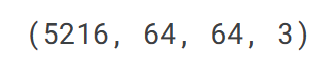 (5216, 64, 64, 3)